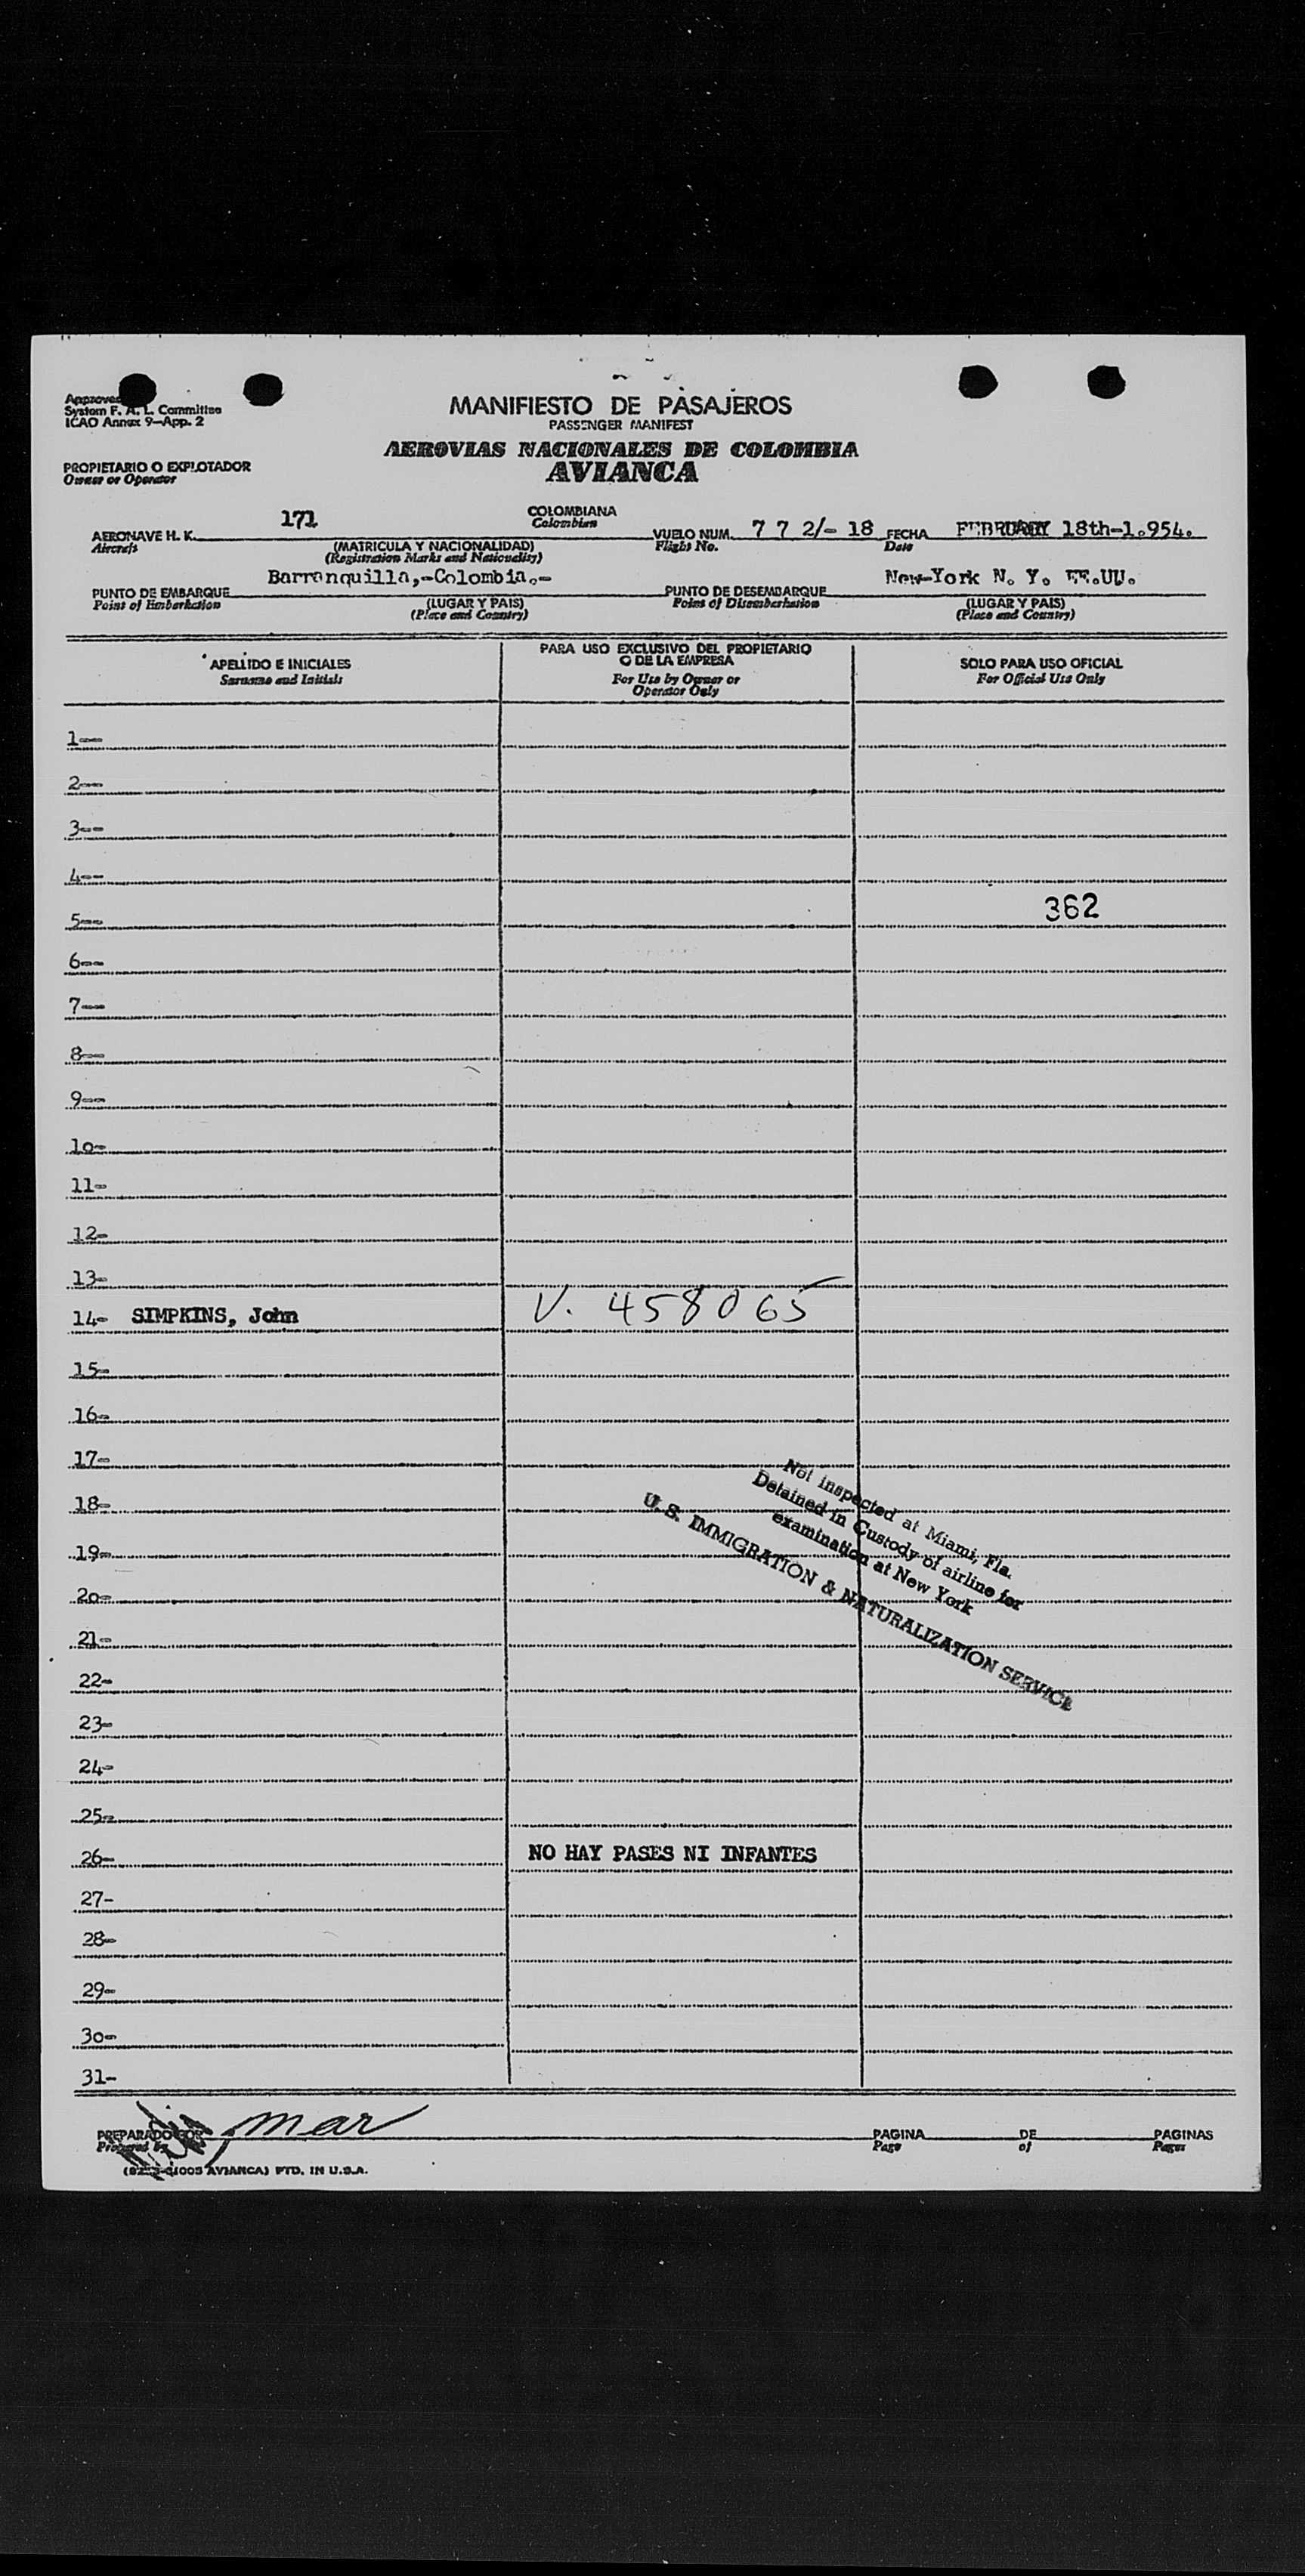 Approved
System F. A. L. Committee
ICAO Annex 9—App. 2
MANIFIESTO DE PASAJEROS
PASSENGER MANIFEST
AEROVIAS NACIONALES DE COLOMBIA
AVIANCA
PROPIETARIO O EXPLOTADOR
Owner or Operator
AERONAVE H. K. 171 COLOMBIANA VUELO NUM. 7 7 2/- 18 FECHA FEBRUARY 18th-1.954.
Aircraft Colombian Flight No. Date
(MATRICULA Y NACIONALIDAD)
(Registration Marks and Nationality)
PUNTO DE EMBARQUE Barranquilla,-Colombia.- PUNTO DE DESEMBARQUE New-York N. Y. EE.UU.
Point of Embarkation Point of Disembarkation
(LUGAR Y PAIS) (LUGAR Y PAIS)
(Place and Country) (Place and Country)
APELLIDO E INICIALES
Surname and Initials
PARA USO EXCLUSIVO DEL PROPIETARIO
O DE LA EMPRESA
For Use by Owner or
Operator Only
SOLO PARA USO OFICIAL
For Official Use Only
1--
2--
3--
4--
5-- 362
6--
7--
8--
9--
10-
11-
12-
13-
14- SIMPKINS, John V. 458065
15-
16-
17-
18-
19-
20-
21-
22-
23-
24-
25-
26- NO HAY PASES NI INFANTES
27-
28-
29-
30-
31-
Not inspected at Miami, Fla.
Detained in Custody of airline for
examination at New York
U. S. IMMIGRATION & NATURALIZATION SERVICE
PREPARADO POR mar PAGINA DE PAGINAS
Prepared by Page of Pages
AVIANCA) PTD. IN U.S.A.